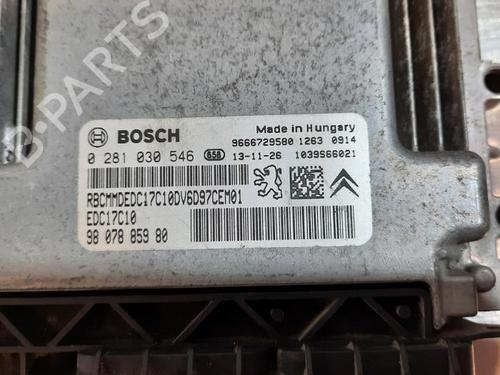 BOSCH
Made in Hungary
9666729580 1263 0914
0 281 030 546 658 13-11-26 1039S66021
RBCMMDEDC17C10DV6D97CEM01
EDC17C10
98 078 859 80
B-PARTS